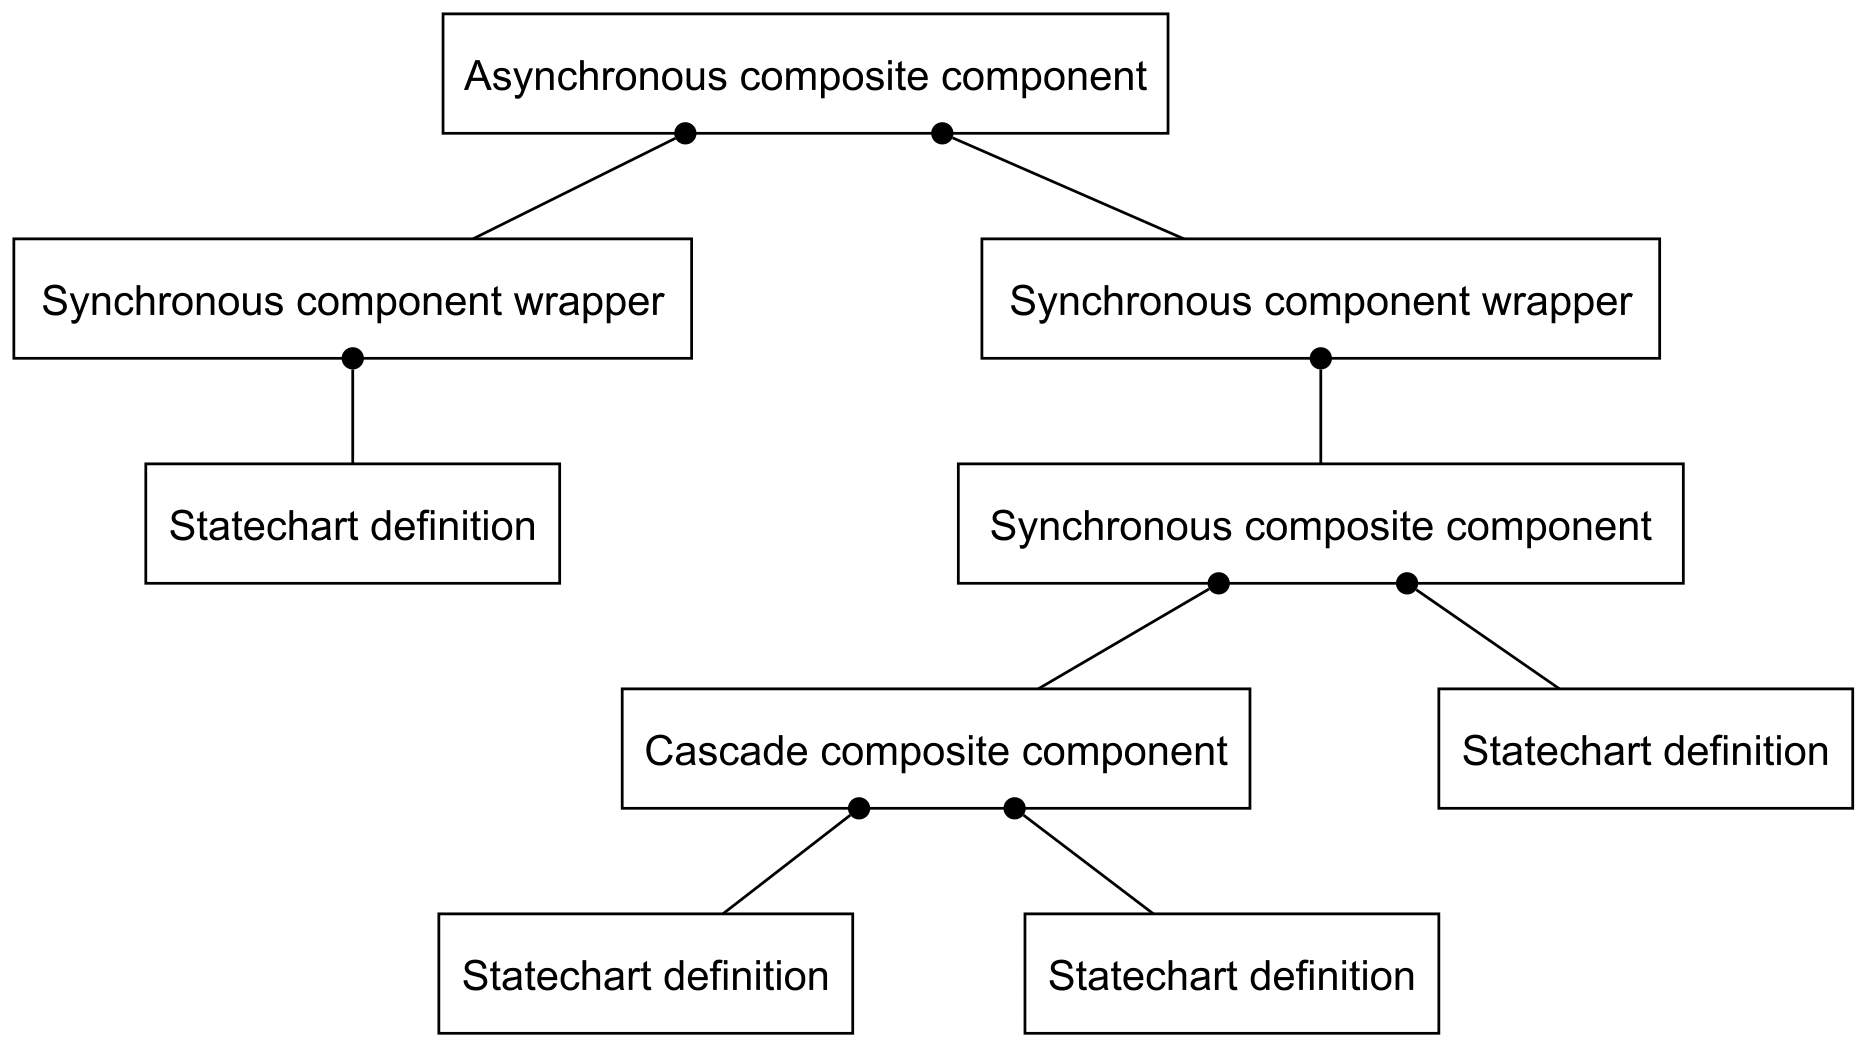 Asynchronous composite component
Synchronous component wrapper
Synchronous component wrapper
Statechart definition
Synchronous composite component
Cascade composite component
Statechart definition
Statechart definition
Statechart definition